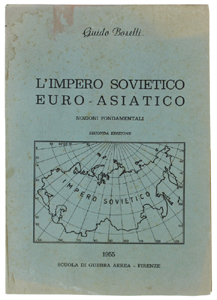 Guido Boselli
L'IMPERO SOVIETICO
EURO-ASIATICO
NOZIONI FONDAMENTALI
SECONDA EDIZIONE
IMPERO SOVIETICO
1955
SCUOLA DI GUERRA AEREA - FIRENZE